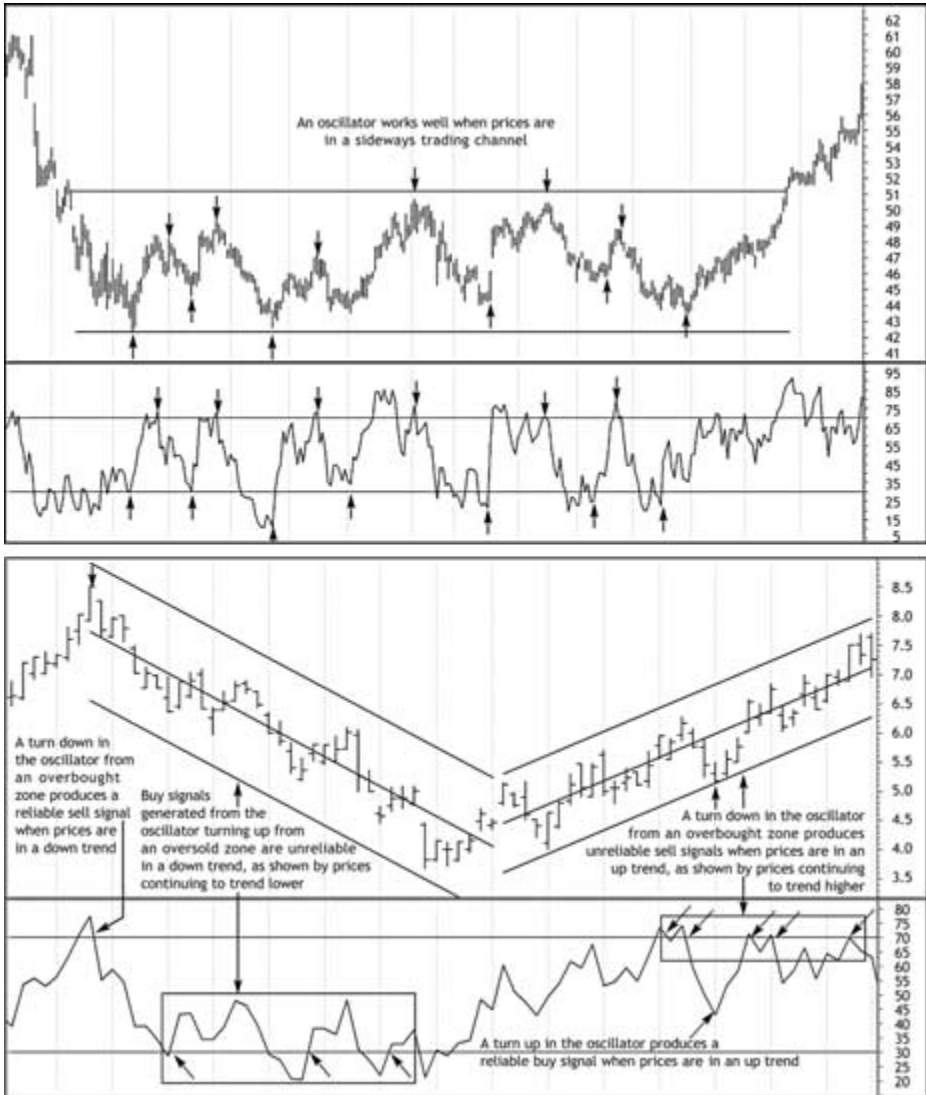 62
61
60
59
58
57
56
55
54
53
52
51
50
49
48
47
46
45
44
43
42
41
An oscillator works well when prices are
in a sideways trading channel
95
85
75
65
55
45
35
25
15
5
8.5
8.0
7.5
7.0
6.5
6.0
5.5
5.0
4.5
4.0
3.5
A turn down in
the oscillator from
an overbought
zone produces a
reliable sell signal
when prices are
in a down trend
Buy signals
generated from the
oscillator turning up from
an oversold zone are unreliable
in a down trend, as shown by prices
continuing to trend lower
A turn down in the oscillator
from an overbought zone produces
unreliable sell signals when prices are in an
up trend, as shown by prices continuing
to trend higher
80
75
70
65
60
55
50
45
40
35
30
25
20
A turn up in the oscillator produces a
reliable buy signal when prices are in an up trend